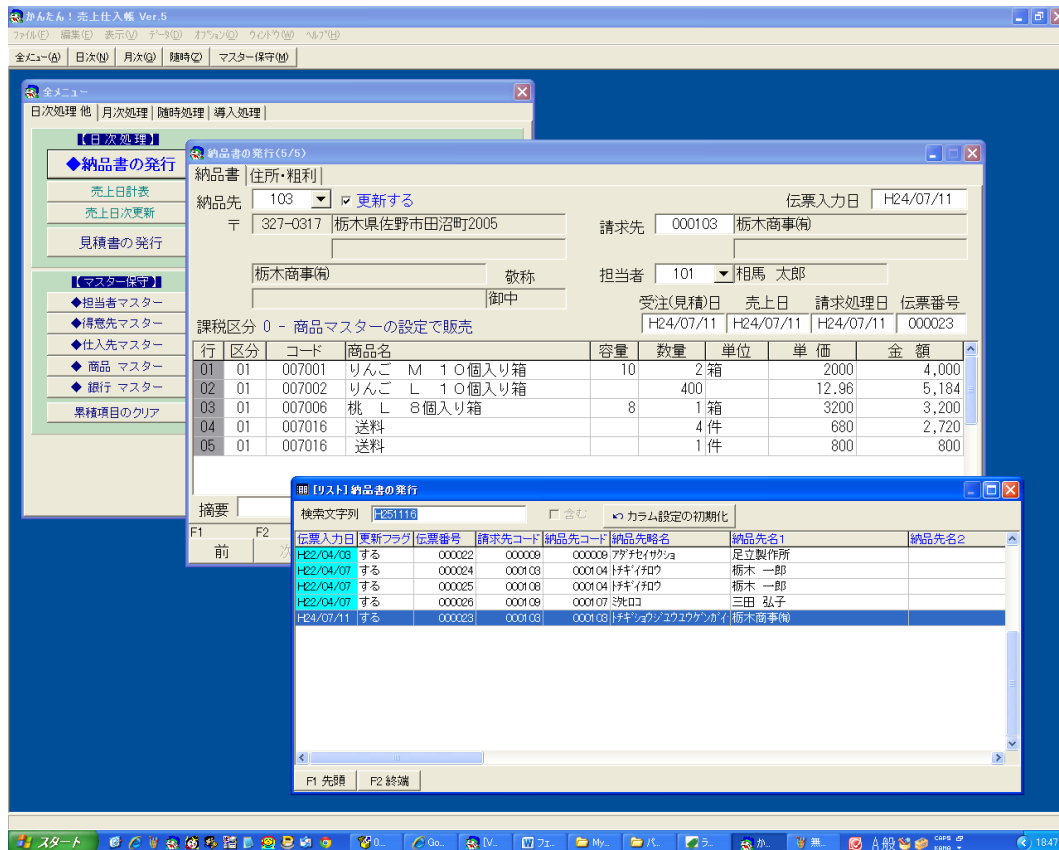 かんたん！売上仕入帳 Ver.5
ファイル(F) 編集(E) 表示(V) データ(D) オプション(O) ウィンドウ(W) ヘルプ(H)
全メニュー(A) 日次(N) 月次(G) 随時(Z) マスター保守(M)
全メニュー
日次処理 他 月次処理 随時処理 導入処理
【日次処理】
◆納品書の発行
売上日計表
売上日次更新
見積書の発行
【マスター保守】
◆担当者マスター
◆得意先マスター
◆仕入先マスター
◆ 商品 マスター
◆ 銀行 マスター
累積項目のクリア
納品書の発行(5/5)
納品書 住所・粗利
納品先 103 更新する 伝票入力日 H24/07/11
〒 327-0317 栃木県佐野市田沼町2005 請求先 000103 栃木商事㈲
栃木商事㈲ 敬称 担当者 101 相馬 太郎
御中 受注(見積)日 売上日 請求処理日 伝票番号
課税区分 0 - 商品マスターの設定で販売 H24/07/11 H24/07/11 H24/07/11 000023
行 区分 コード 商品名 容量 数量 単位 単 価 金 額
01 01 007001 りんご M １０個入り箱 10 2 箱 2000 4,000
02 01 007002 りんご L １０個入り箱 400 12.96 5,184
03 01 007006 桃 L ８個入り箱 8 1 箱 3200 3,200
04 01 007016 送料 4 件 680 2,720
05 01 007016 送料 1 件 800 800
摘要
F1 F2
前 次
[リスト] 納品書の発行
検索文字列 H251116 含む カラム設定の初期化
伝票入力日 更新フラグ 伝票番号 請求先コード 納品先コード 納品先略名 納品先名1 納品先名2
H22/04/03 する 000022 000009 000009 アダチセイサクショ 足立製作所
H22/04/07 する 000024 000103 000104 トチギイチロウ 栃木 一郎
H22/04/07 する 000025 000108 000104 トチギイチロウ 栃木 一郎
H22/04/07 する 000026 000109 000107 ミタヒロコ 三田 弘子
H24/07/11 する 000023 000103 000103 トチギショウジユウユウケンガイ 栃木商事㈲
F1 先頭 F2 終端
スタート 0... Go... [V... フェ... My... パ... ラ... か... 無... A 般 CAPS KANA 18:47